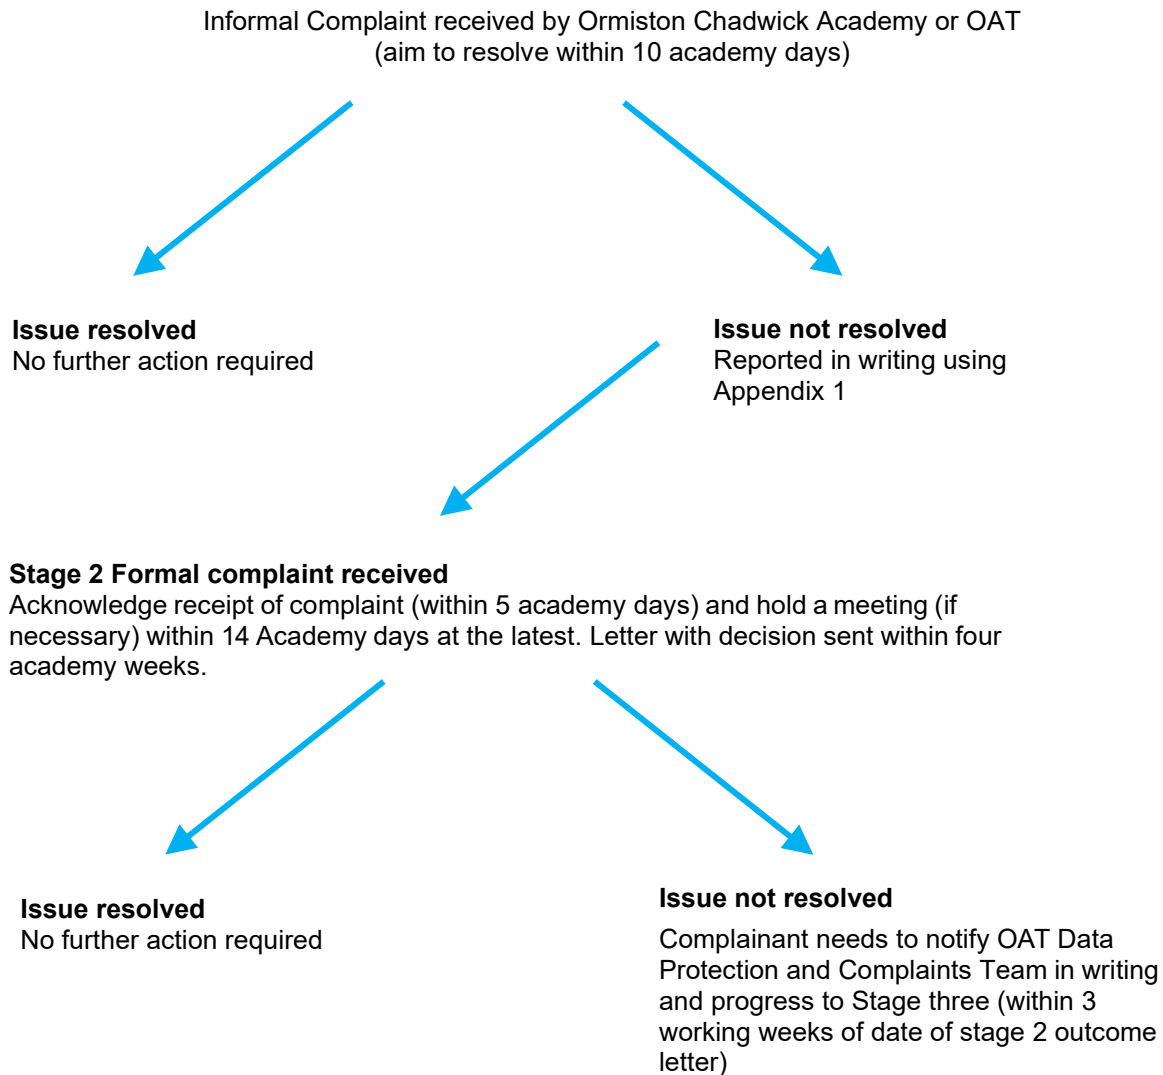 Informal Complaint received by Ormiston Chadwick Academy or OAT
(aim to resolve within 10 academy days)
Issue resolved
No further action required
Issue not resolved
Reported in writing using
Appendix 1
Stage 2 Formal complaint received
Acknowledge receipt of complaint (within 5 academy days) and hold a meeting (if
necessary) within 14 Academy days at the latest. Letter with decision sent within four
academy weeks.
Issue resolved
No further action required
Issue not resolved
Complainant needs to notify OAT Data
Protection and Complaints Team in writing
and progress to Stage three (within 3
working weeks of date of stage 2 outcome
letter)